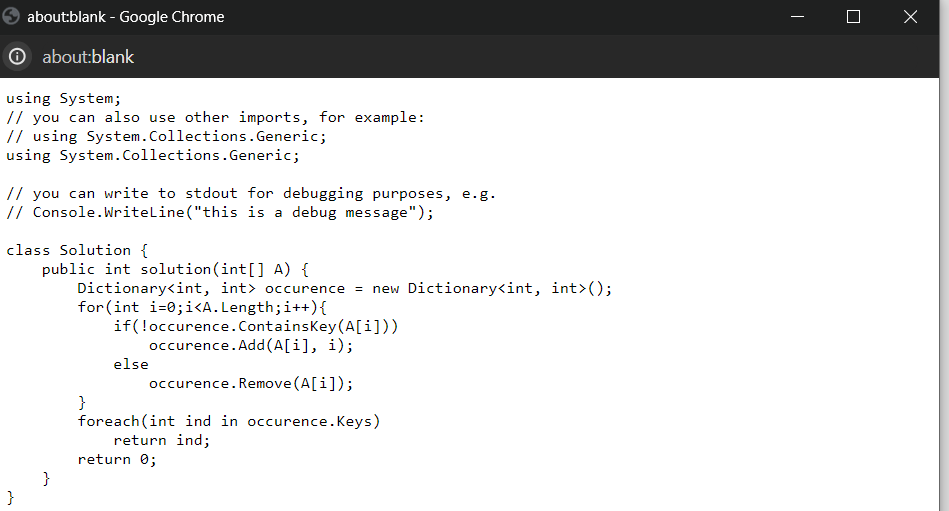 about:blank - Google Chrome
about:blank
using System;
// you can also use other imports, for example:
// using System.Collections.Generic;
using System.Collections.Generic;

// you can write to stdout for debugging purposes, e.g.
// Console.WriteLine("this is a debug message");

class Solution {
    public int solution(int[] A) {
        Dictionary<int, int> occurence = new Dictionary<int, int>();
        for(int i=0;i<A.Length;i++){
            if(!occurence.ContainsKey(A[i]))
                occurence.Add(A[i], i);
            else
                occurence.Remove(A[i]);
        }
        foreach(int ind in occurence.Keys)
            return ind;
        return 0;
    }
}